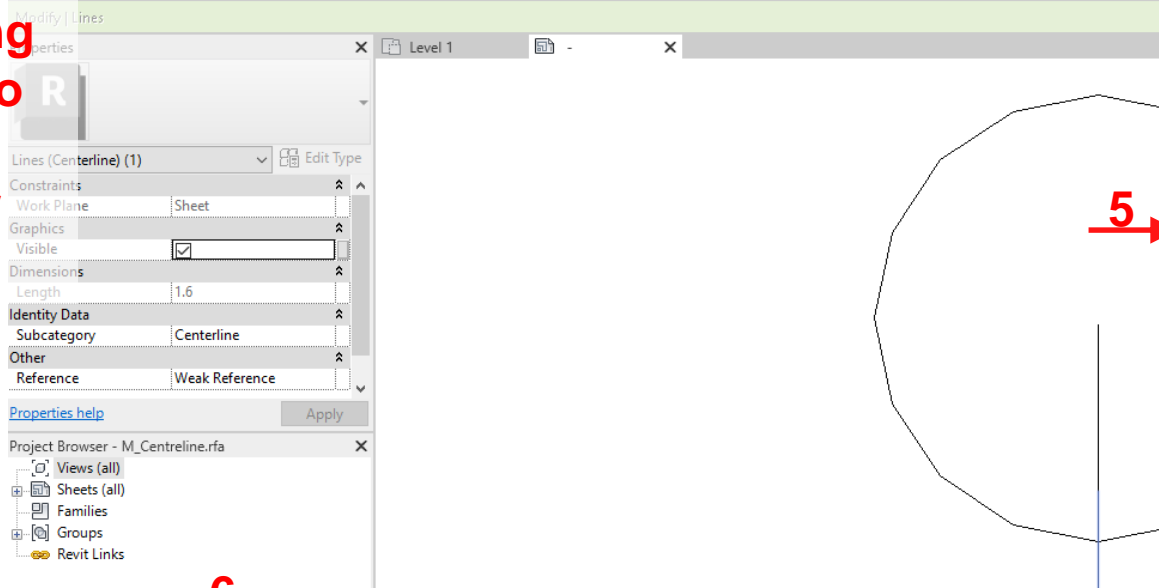 Modify | Lines
ng
Properties
Level 1
-
o
R
Lines (Centerline) (1)
Edit Type
Constraints
Work Plane
Sheet
5
Graphics
Visible
Dimensions
Length
1.6
Identity Data
Subcategory
Centerline
Other
Reference
Weak Reference
Properties help
Apply
Project Browser - M_Centreline.rfa
Views (all)
Sheets (all)
Families
Groups
Revit Links